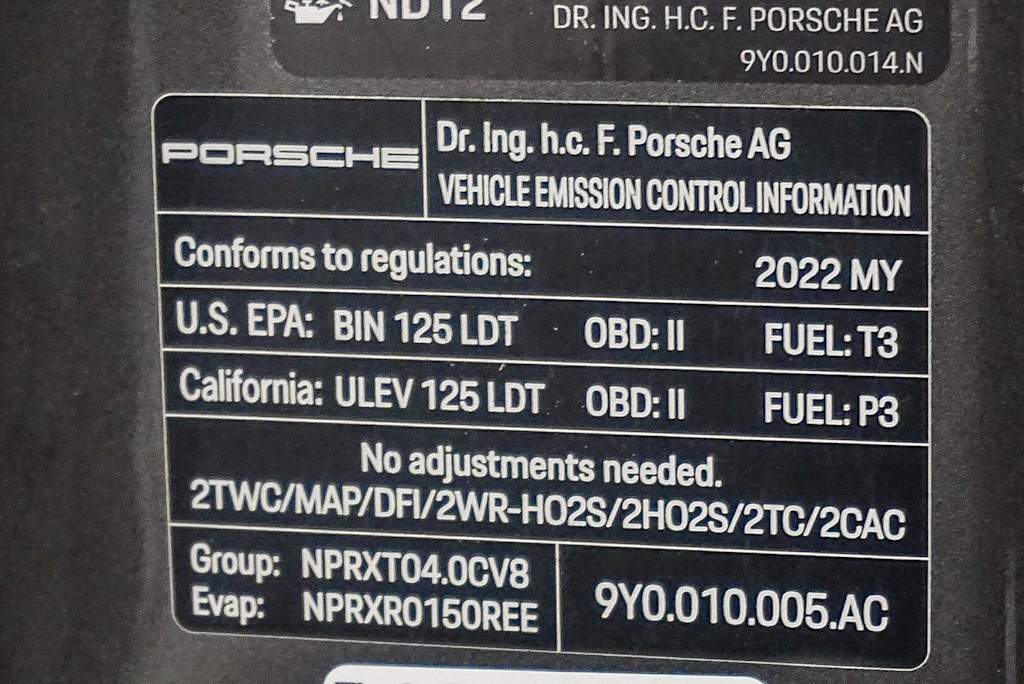 ND12
DR. ING. H.C. F. PORSCHE AG
9Y0.010.014.N
PORSCHE
Dr. Ing. h.c. F. Porsche AG
VEHICLE EMISSION CONTROL INFORMATION
Conforms to regulations: 2022 MY
U.S. EPA: BIN 125 LDT OBD: II FUEL: T3
California: ULEV 125 LDT OBD: II FUEL: P3
No adjustments needed.
2TWC/MAP/DFI/2WR-HO2S/2HO2S/2TC/2CAC
Group: NPRXT04.0CV8
Evap: NPRXR0150REE
9Y0.010.005.AC